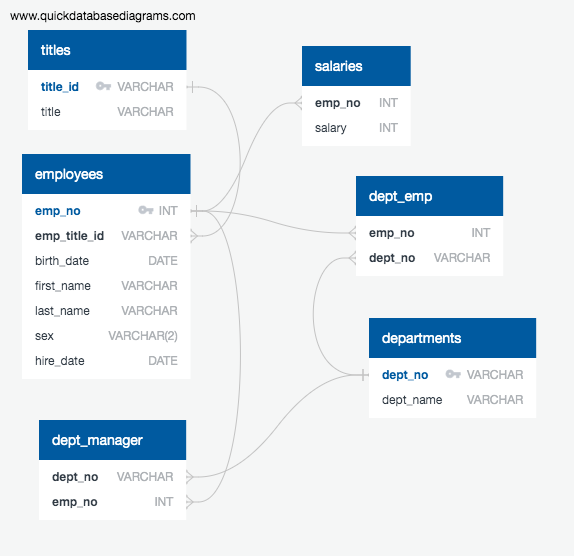 www.quickdatabasediagrams.com
titles
title_id VARCHAR
title VARCHAR
salaries
emp_no INT
salary INT
employees
emp_no INT
emp_title_id VARCHAR
birth_date DATE
first_name VARCHAR
last_name VARCHAR
sex VARCHAR(2)
hire_date DATE
dept_emp
emp_no INT
dept_no VARCHAR
departments
dept_no VARCHAR
dept_name VARCHAR
dept_manager
dept_no VARCHAR
emp_no INT